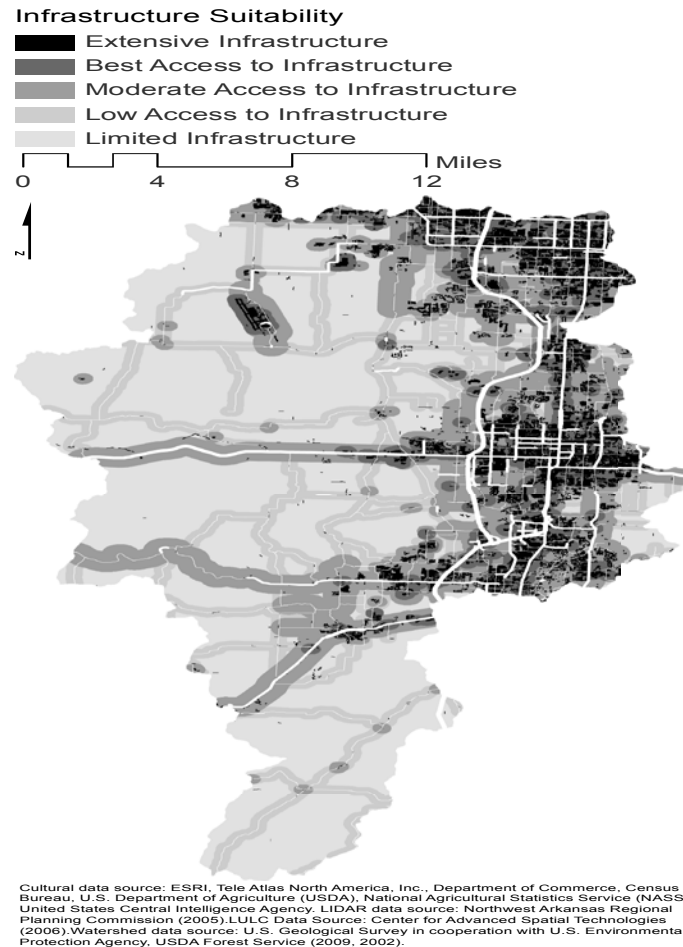 Infrastructure Suitability
Extensive Infrastructure
Best Access to Infrastructure
Moderate Access to Infrastructure
Low Access to Infrastructure
Limited Infrastructure
Miles
0 4 8 12
N
Cultural data source: ESRI, Tele Atlas North America, Inc., Department of Commerce, Census
Bureau, U.S. Department of Agriculture (USDA), National Agricultural Statistics Service (NASS
United States Central Intelligence Agency. LIDAR data source: Northwest Arkansas Regional
Planning Commission (2005).LULC Data Source: Center for Advanced Spatial Technologies
(2006).Watershed data source: U.S. Geological Survey in cooperation with U.S. Environmenta
Protection Agency, USDA Forest Service (2009, 2002).